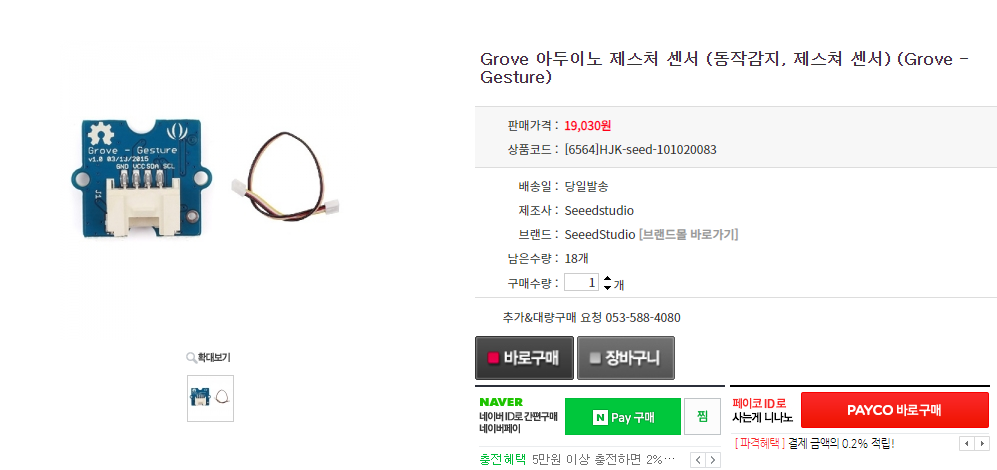 Grove 아두이노 제스처 센서 (동작감지, 제스쳐 센서) (Grove -
Gesture)
Grove - Gesture
v1.0 03/13/2015
GND VCC SDA SCL
J1
판매가격 : 19,030원
상품코드 : [6564]HJK-seed-101020083
배송일 : 당일발송
제조사 : Seeedstudio
브랜드 : SeeedStudio [브랜드몰 바로가기]
남은수량 : 18개
구매수량 : 1 개
추가&대량구매 요청 053-588-4080
확대보기
바로구매
장바구니
NAVER
네이버 ID로 간편구매
네이버페이
N Pay 구매
찜
충전혜택 5만원 이상 충전하면 2%…
페이코 ID로
사는게 니나노
PAYCO 바로구매
[파격혜택] 결제 금액의 0.2% 적립!